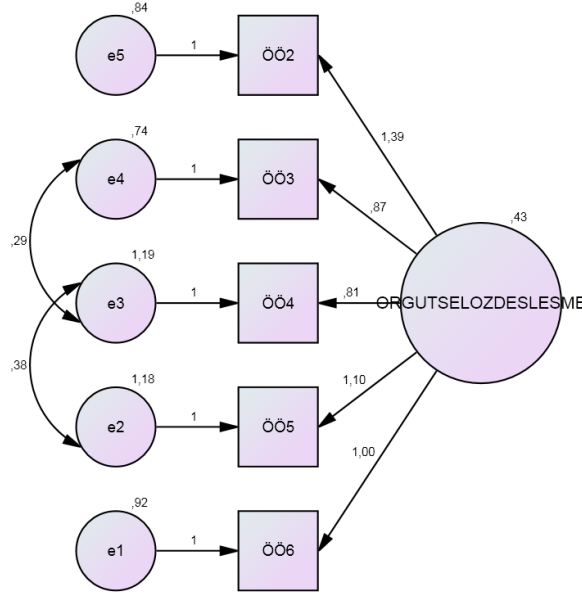 ,84
e5
1
ÖÖ2
1,39
,74
e4
1
ÖÖ3
,87
,43
,29
1,19
e3
1
ÖÖ4
,81
ORGUTSELOZDESLESME
,38
1,18
e2
1
ÖÖ5
1,10
1,00
,92
e1
1
ÖÖ6